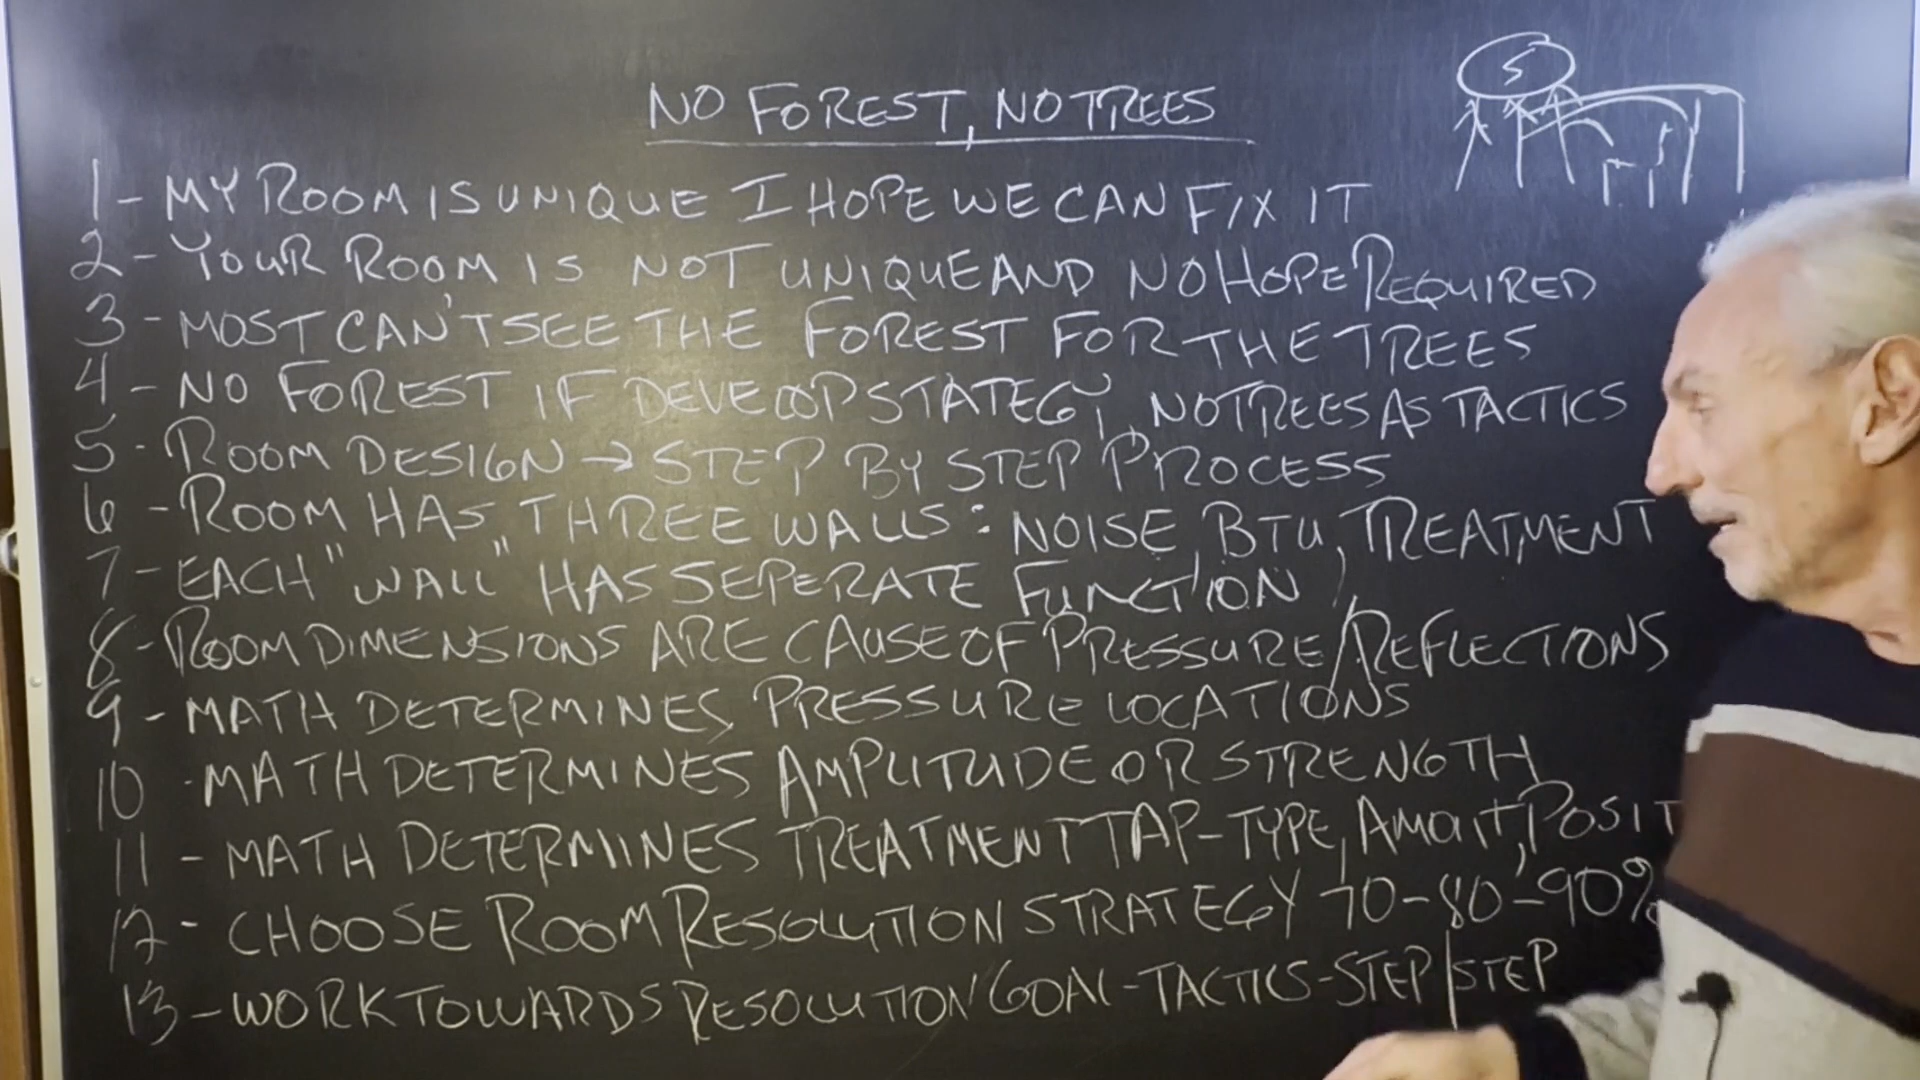 S
NO FOREST, NO TREES
1 - MY ROOM IS UNIQUE I HOPE WE CAN FIX IT
2 - YOUR ROOM IS NOT UNIQUE AND NO HOPE REQUIRED
3 - MOST CAN'T SEE THE FOREST FOR THE TREES
4 - NO FOREST IF DEVELOP STATEGY, NO TREES AS TACTICS
5 - ROOM DESIGN → STEP BY STEP PROCESS
6 - ROOM HAS THREE WALLS: NOISE, BTU, TREATMENT
7 - EACH "WALL" HAS SEPERATE FUNCTION
8 - ROOM DIMENSIONS ARE CAUSE OF PRESSURE/REFLECTIONS
9 - MATH DETERMINES PRESSURE LOCATIONS
10 - MATH DETERMINES AMPLITUDE OR STRENGTH
11 - MATH DETERMINES TREATMENT TAP-TYPE, AMOUT, POSIT
12 - CHOOSE ROOM RESOLUTION STRATEGY 70-80-90%
13 - WORK TOWARDS RESOLUTION GOAL - TACTICS - STEP/STEP